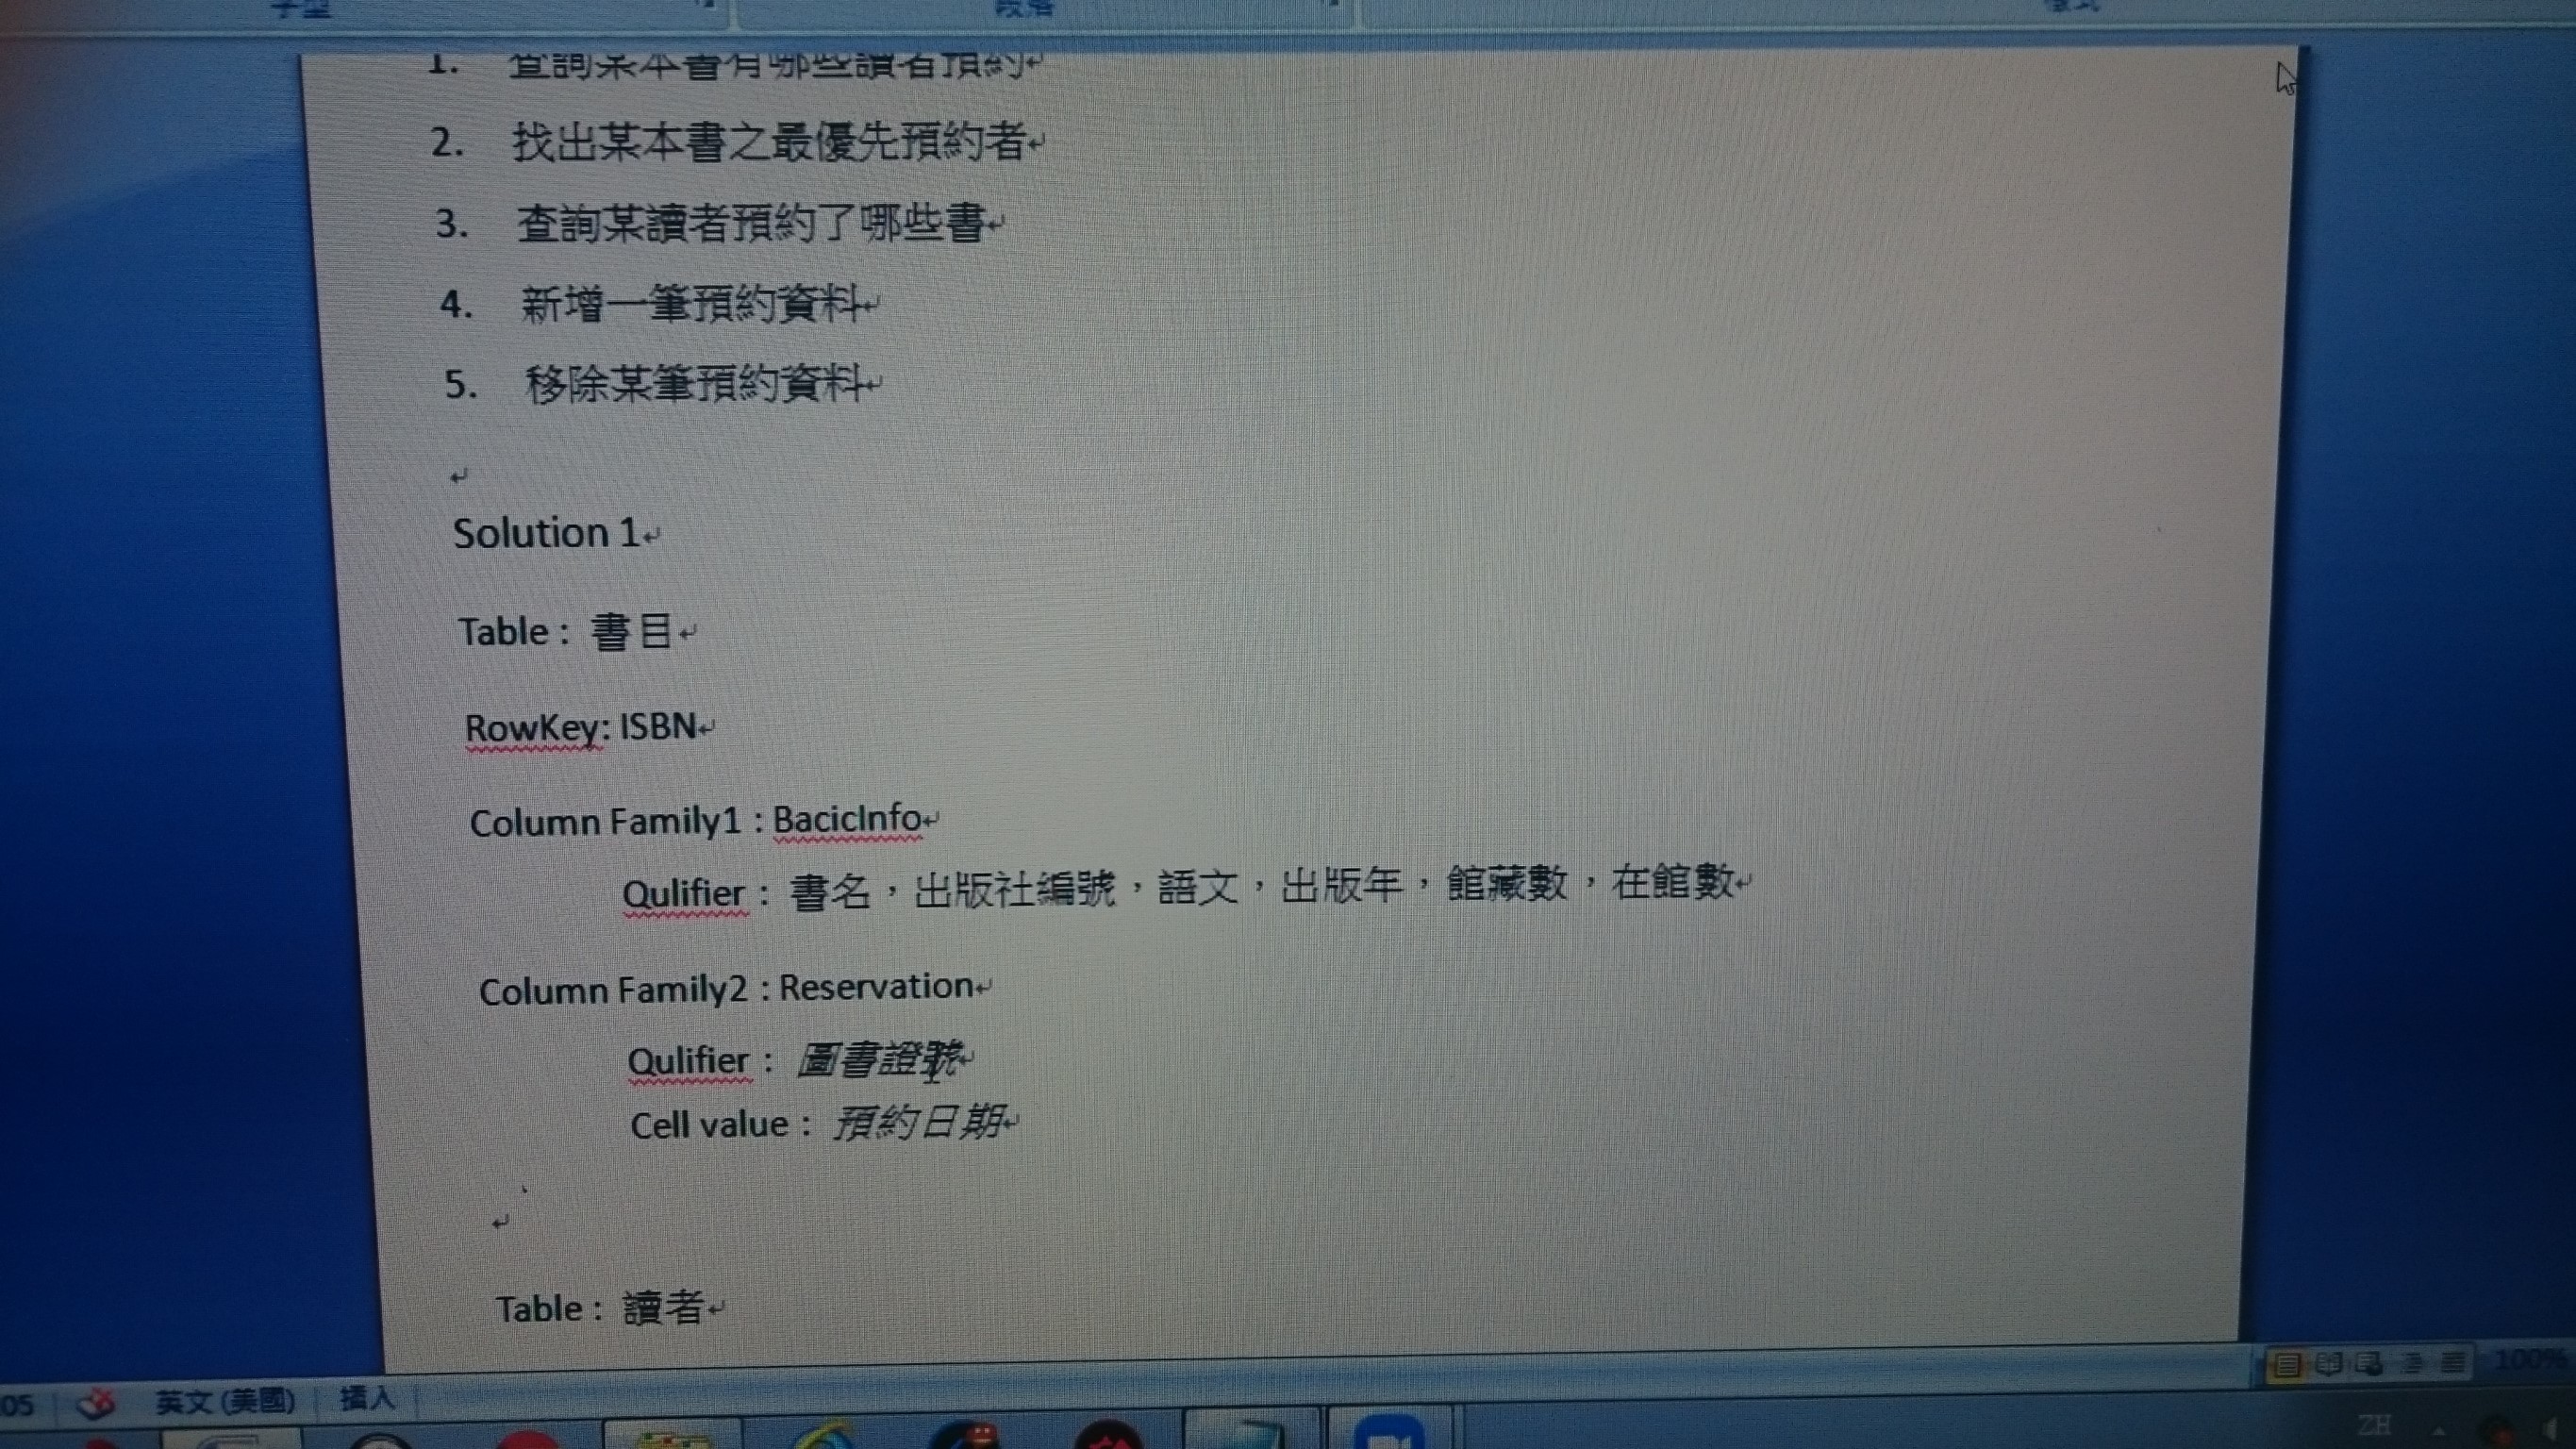 字型 段落 樣式
1. 查詢某本書有哪些讀者預約
2. 找出某本書之最優先預約者
3. 查詢某讀者預約了哪些書
4. 新增一筆預約資料
5. 移除某筆預約資料
Solution 1
Table : 書目
RowKey: ISBN
Column Family1 : BacicInfo
Qulifier : 書名，出版社編號，語文，出版年，館藏數，在館數
Column Family2 : Reservation
Qulifier : 圖書證號
Cell value : 預約日期
Table : 讀者
05 英文 (美國) 插入 100%
ZH